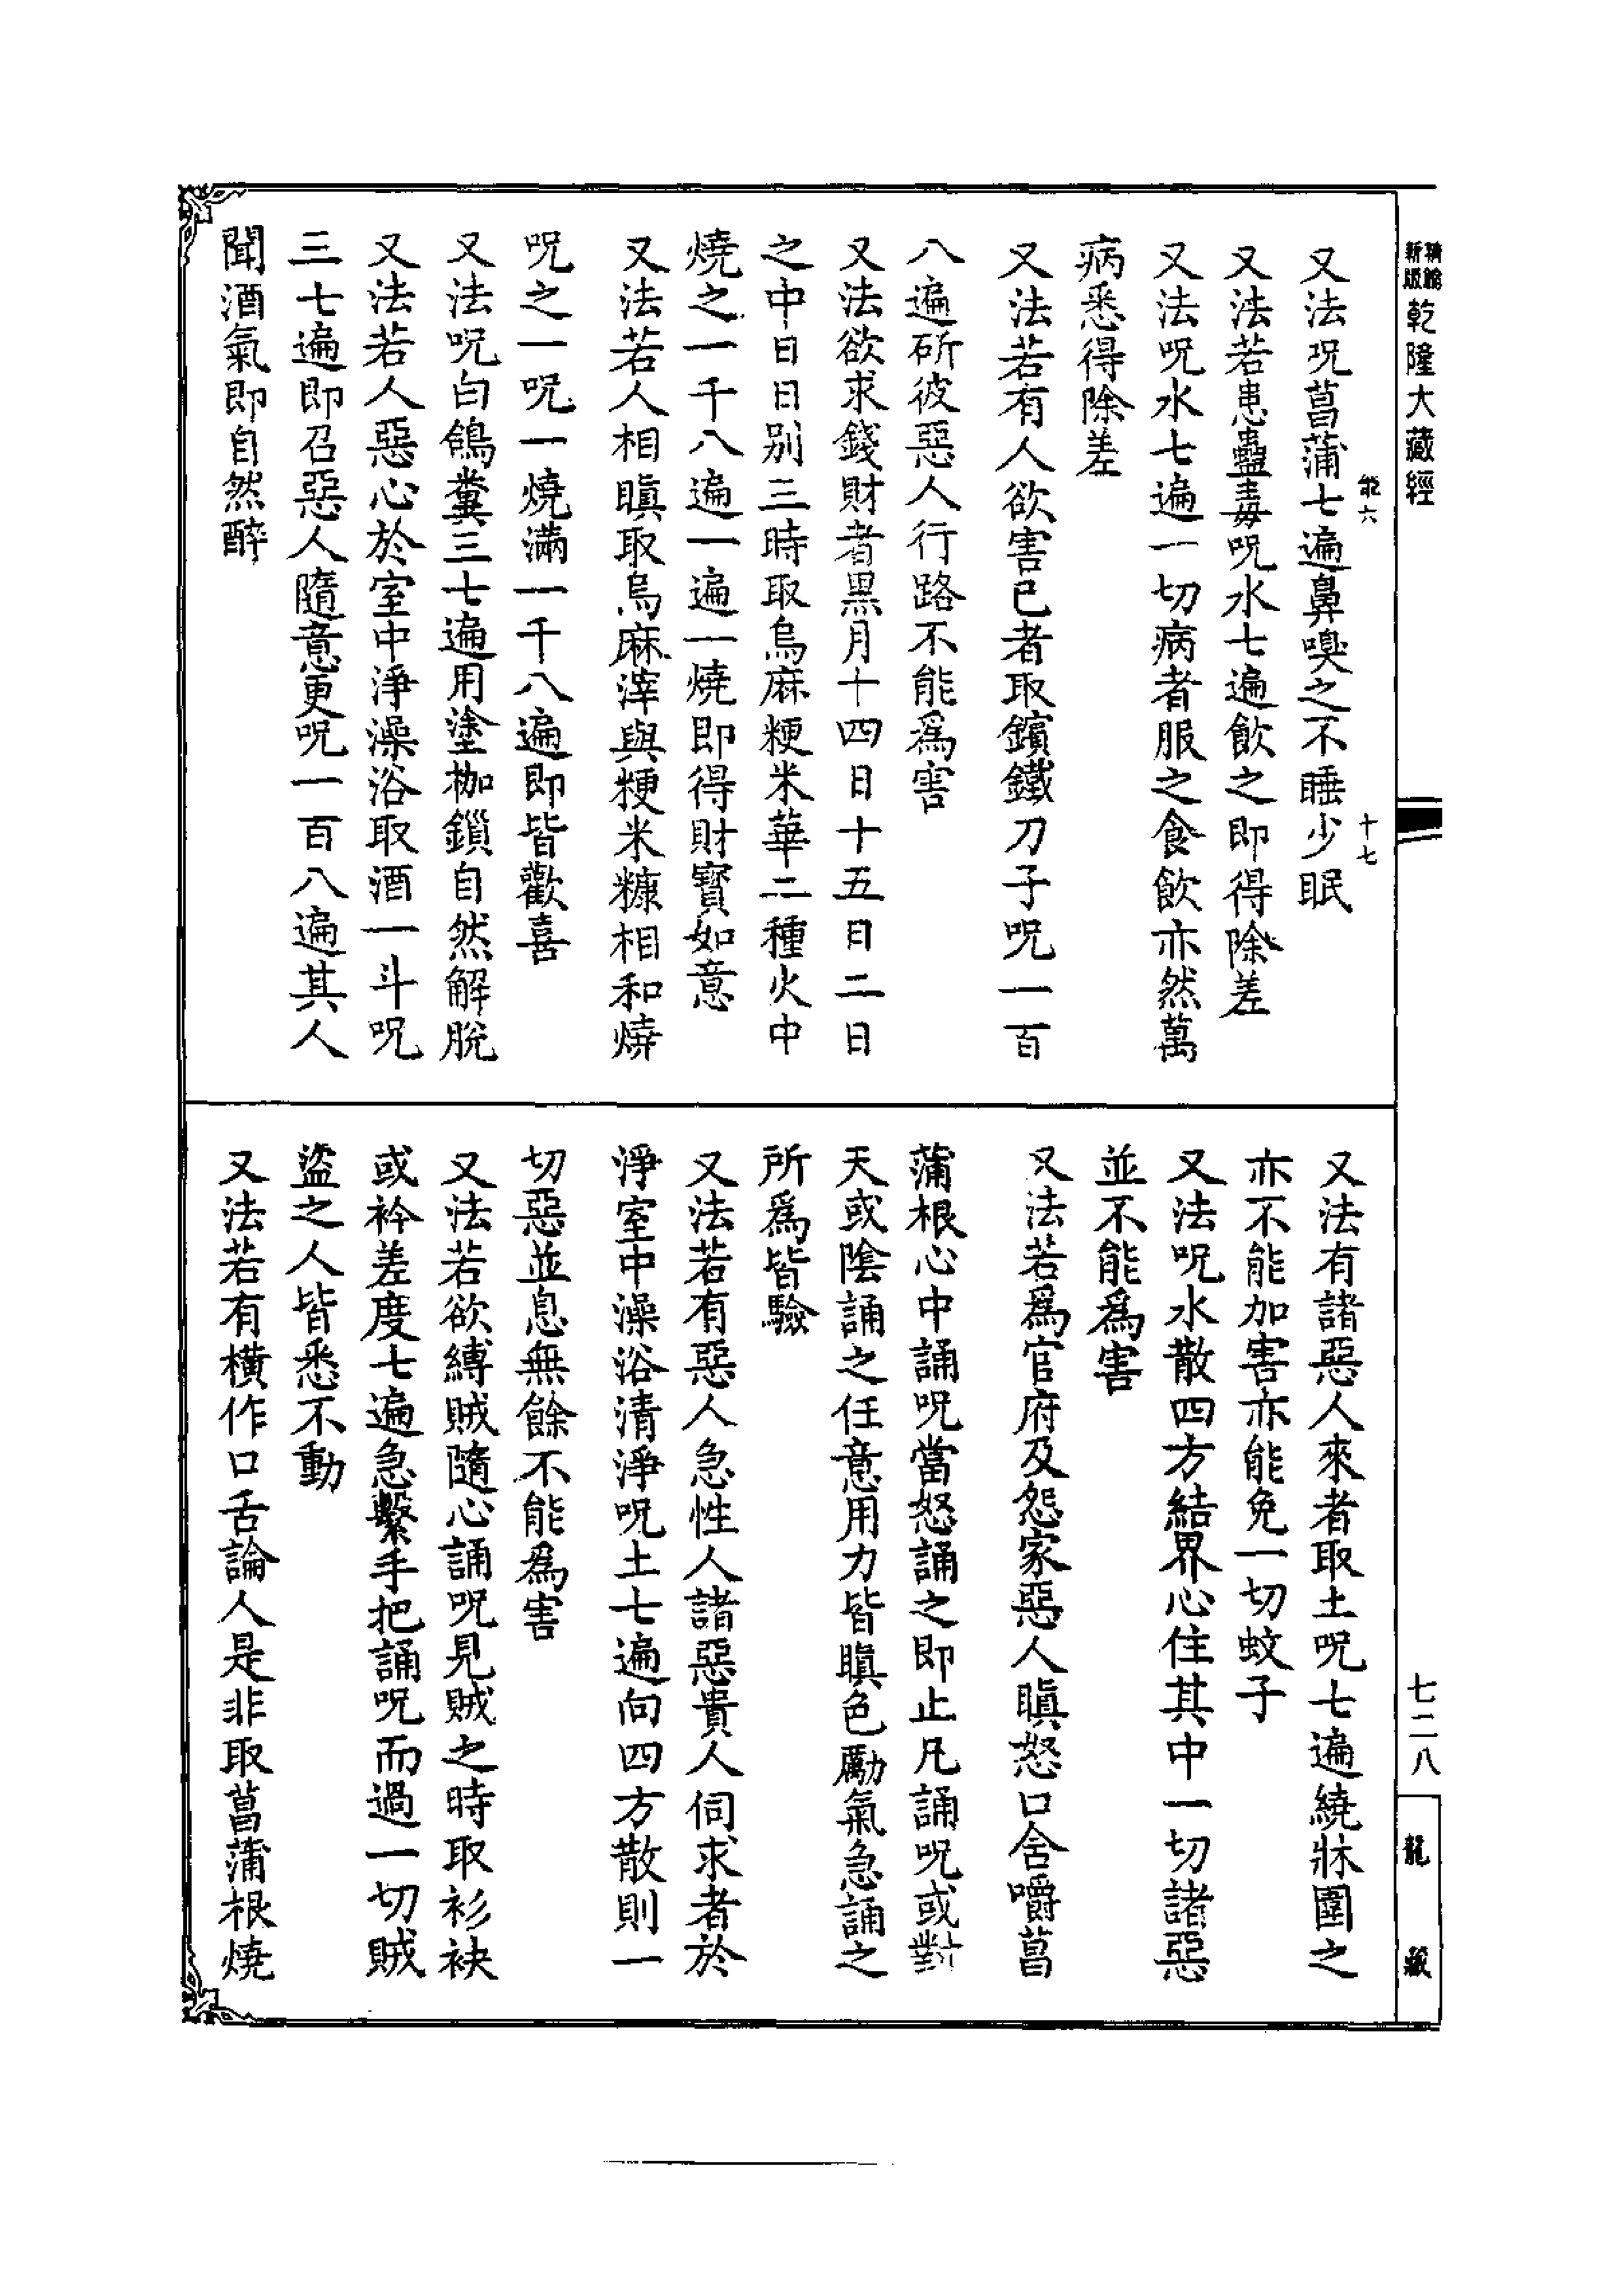 精繪新版
乾隆大藏經
七二八
龍藏
能六
十七
又法呪菖蒲七遍鼻嗅之不睡少眠
又法若患蠱毒呪水七遍飲之即得除差
又法呪水七遍一切病者服之食飲亦然萬
病悉得除差
又法若有人欲害已者取鑌鐵刀子呪一百
八遍斫彼惡人行路不能爲害
又法欲求錢財者黑月十四日十五日二日
之中日日別三時取烏麻粳米華二種火中
燒之一千八遍一遍一燒即得財寶如意
又法若人相瞋取烏麻滓與粳米糠相和燒
呪之一呪一燒滿一千八遍即皆歡喜
又法呪白鴿糞三七遍用塗枷鎖自然解脫
又法若人惡心於室中淨澡浴取酒一斗呪
三七遍即召惡人隨意更呪一百八遍其人
聞酒氣即自然醉
又法有諸惡人來者取土呪七遍繞牀圍之
亦不能加害亦能免一切蚊子
又法呪水散四方結界心住其中一切諸惡
並不能爲害
又法若爲官府及怨家惡人瞋怒口含嚼菖
蒲根心中誦呪當怒誦之即止凡誦呪或對
天或陰誦之任意用力皆瞋色勵氣急誦之
所爲皆驗
又法若有惡人急性人諸惡貴人伺求者於
淨室中澡浴清淨呪土七遍向四方散則一
切惡並息無餘不能爲害
又法若欲縛賊隨心誦呪見賊之時取衫袂
或衿差度七遍急繫手把誦呪而過一切賊
盜之人皆悉不動
又法若有橫作口舌論人是非取菖蒲根燒